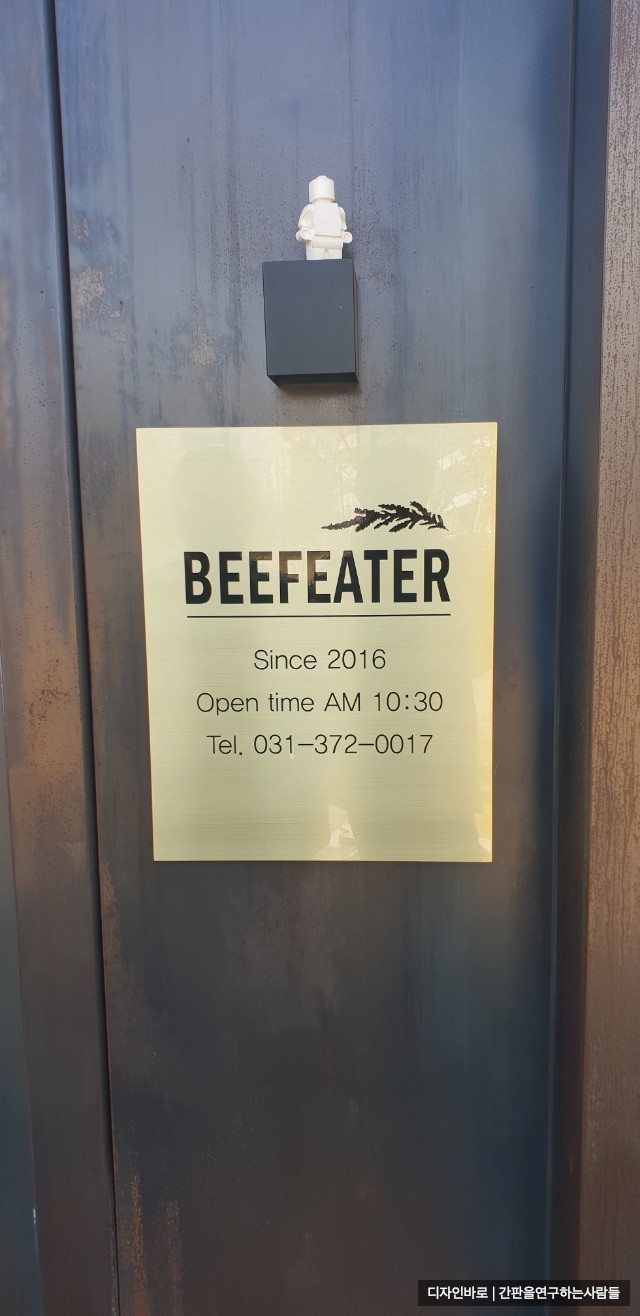 BEEFEATER
Since 2016
Open time AM 10:30
Tel. 031-372-0017
디자인바로 | 간판을연구하는사람들